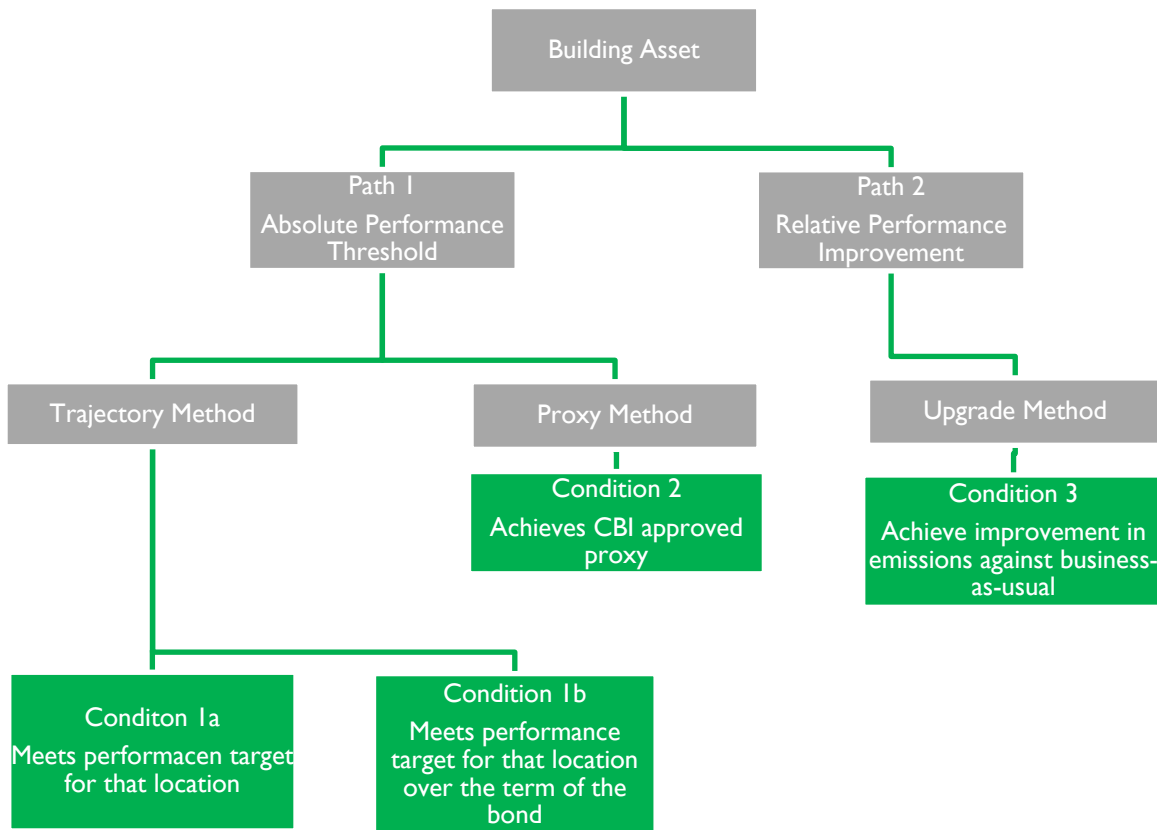 Building Asset
Path 1
Absolute Performance
Threshold
Path 2
Relative Performance
Improvement
Trajectory Method
Proxy Method
Upgrade Method
Condition 2
Achieves CBI approved
proxy
Condition 3
Achieve improvement in
emissions against business-
as-usual
Conditon 1a
Meets performacen target
for that location
Condition 1b
Meets performance
target for that location
over the term of the
bond